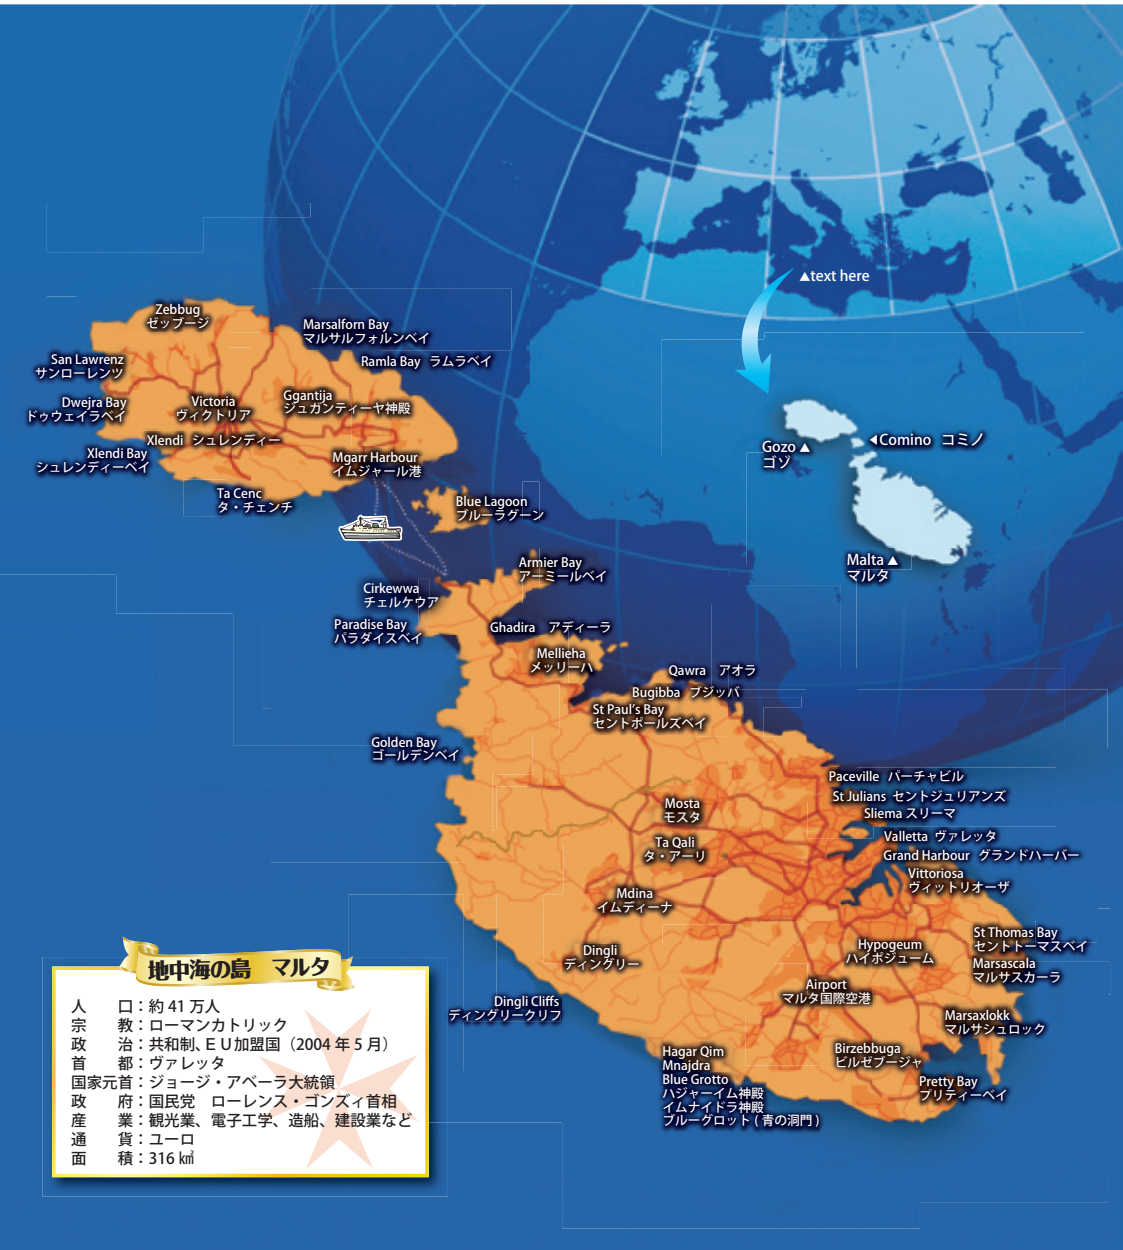 ▲text here
Zebbug
ゼッブージ
Marsalforn Bay
マルサルフォルンベイ
Ramla Bay ラムラベイ
San Lawrenz
サンローレンツ
Dwejra Bay
ドゥウェイラベイ
Victoria
ヴィクトリア
Ggantija
ジュガンティーヤ神殿
Xlendi シュレンディー
Xlendi Bay
シュレンディーベイ
Mgarr Harbour
イムジャール港
Ta Cenc
タ・チェンチ
Blue Lagoon
ブルーラグーン
Gozo ▲
ゴゾ
◀Comino コミノ
Malta ▲
マルタ
Armier Bay
アーミールベイ
Cirkewwa
チェルケウア
Paradise Bay
パラダイスベイ
Ghadira アディーラ
Mellieha
メッリーハ
Qawra アオラ
Bugibba ブジッバ
St Paul's Bay
セントポールズベイ
Golden Bay
ゴールデンベイ
Paceville パーチャビル
St Julians セントジュリアンズ
Sliema スリーマ
Mosta
モスタ
Valletta ヴァレッタ
Ta Qali
タ・アーリ
Grand Harbour グランドハーバー
Vittoriosa
ヴィットリオーザ
Mdina
イムディーナ
St Thomas Bay
セントトーマスベイ
Hypogeum
ハイポジューム
Dingli
ディングリー
Marsascala
マルサスカーラ
Airport
マルタ国際空港
Dingli Cliffs
ディングリークリフ
Marsaxlokk
マルサシュロック
Hagar Qim
Mnajdra
Blue Grotto
ハジャーイム神殿
イムナイドラ神殿
ブルーグロット ( 青の洞門 )
Birzebbuga
ビルゼブージャ
Pretty Bay
プリティーベイ
地中海の島 マルタ
人 口：約 41 万人
宗 教：ローマンカトリック
政 治：共和制、ＥＵ加盟国（2004 年 5 月）
首 都：ヴァレッタ
国家元首：ジョージ・アベーラ大統領
政 府：国民党 ローレンス・ゴンズィ首相
産 業：観光業、電子工学、造船、建設業など
通 貨：ユーロ
面 積：316 ㎢